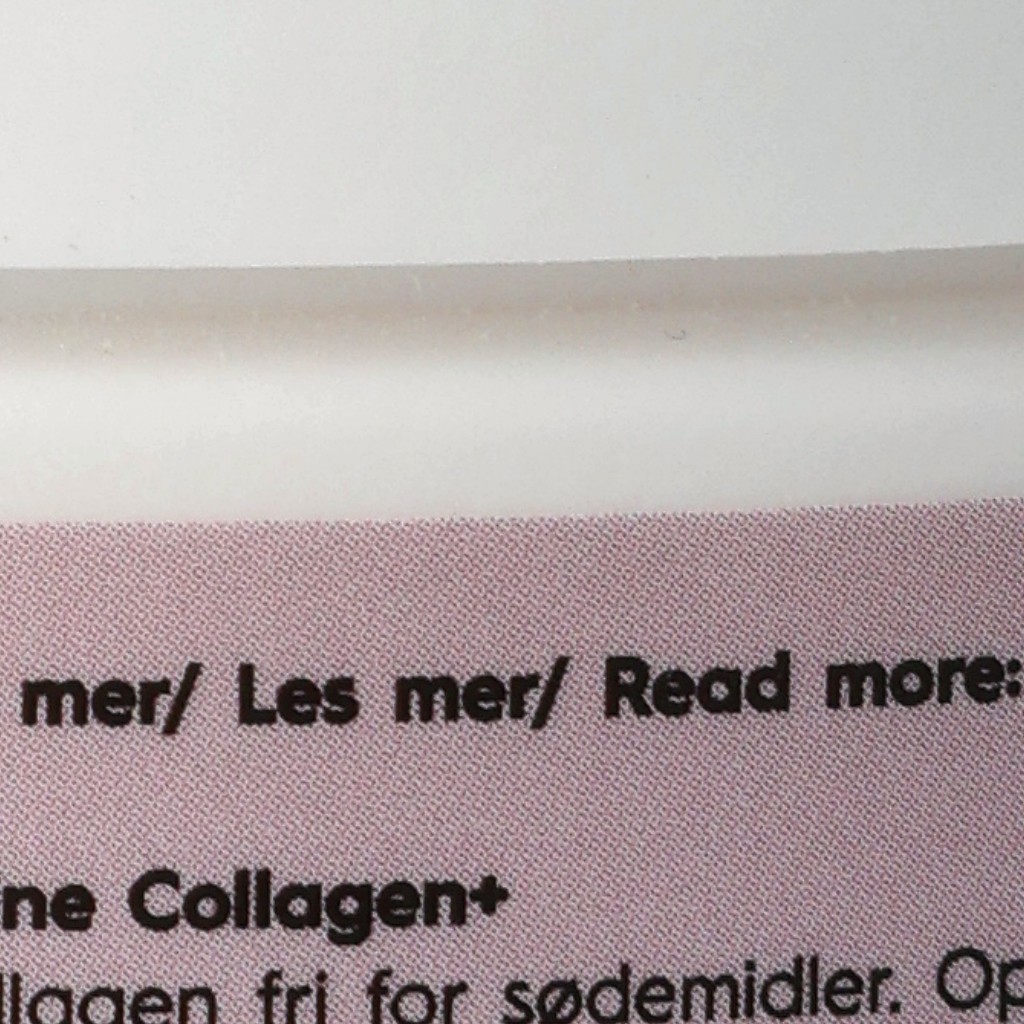 mer/ Les mer/ Read more:
ne Collagen+
llagen fri for sødemidler. Op